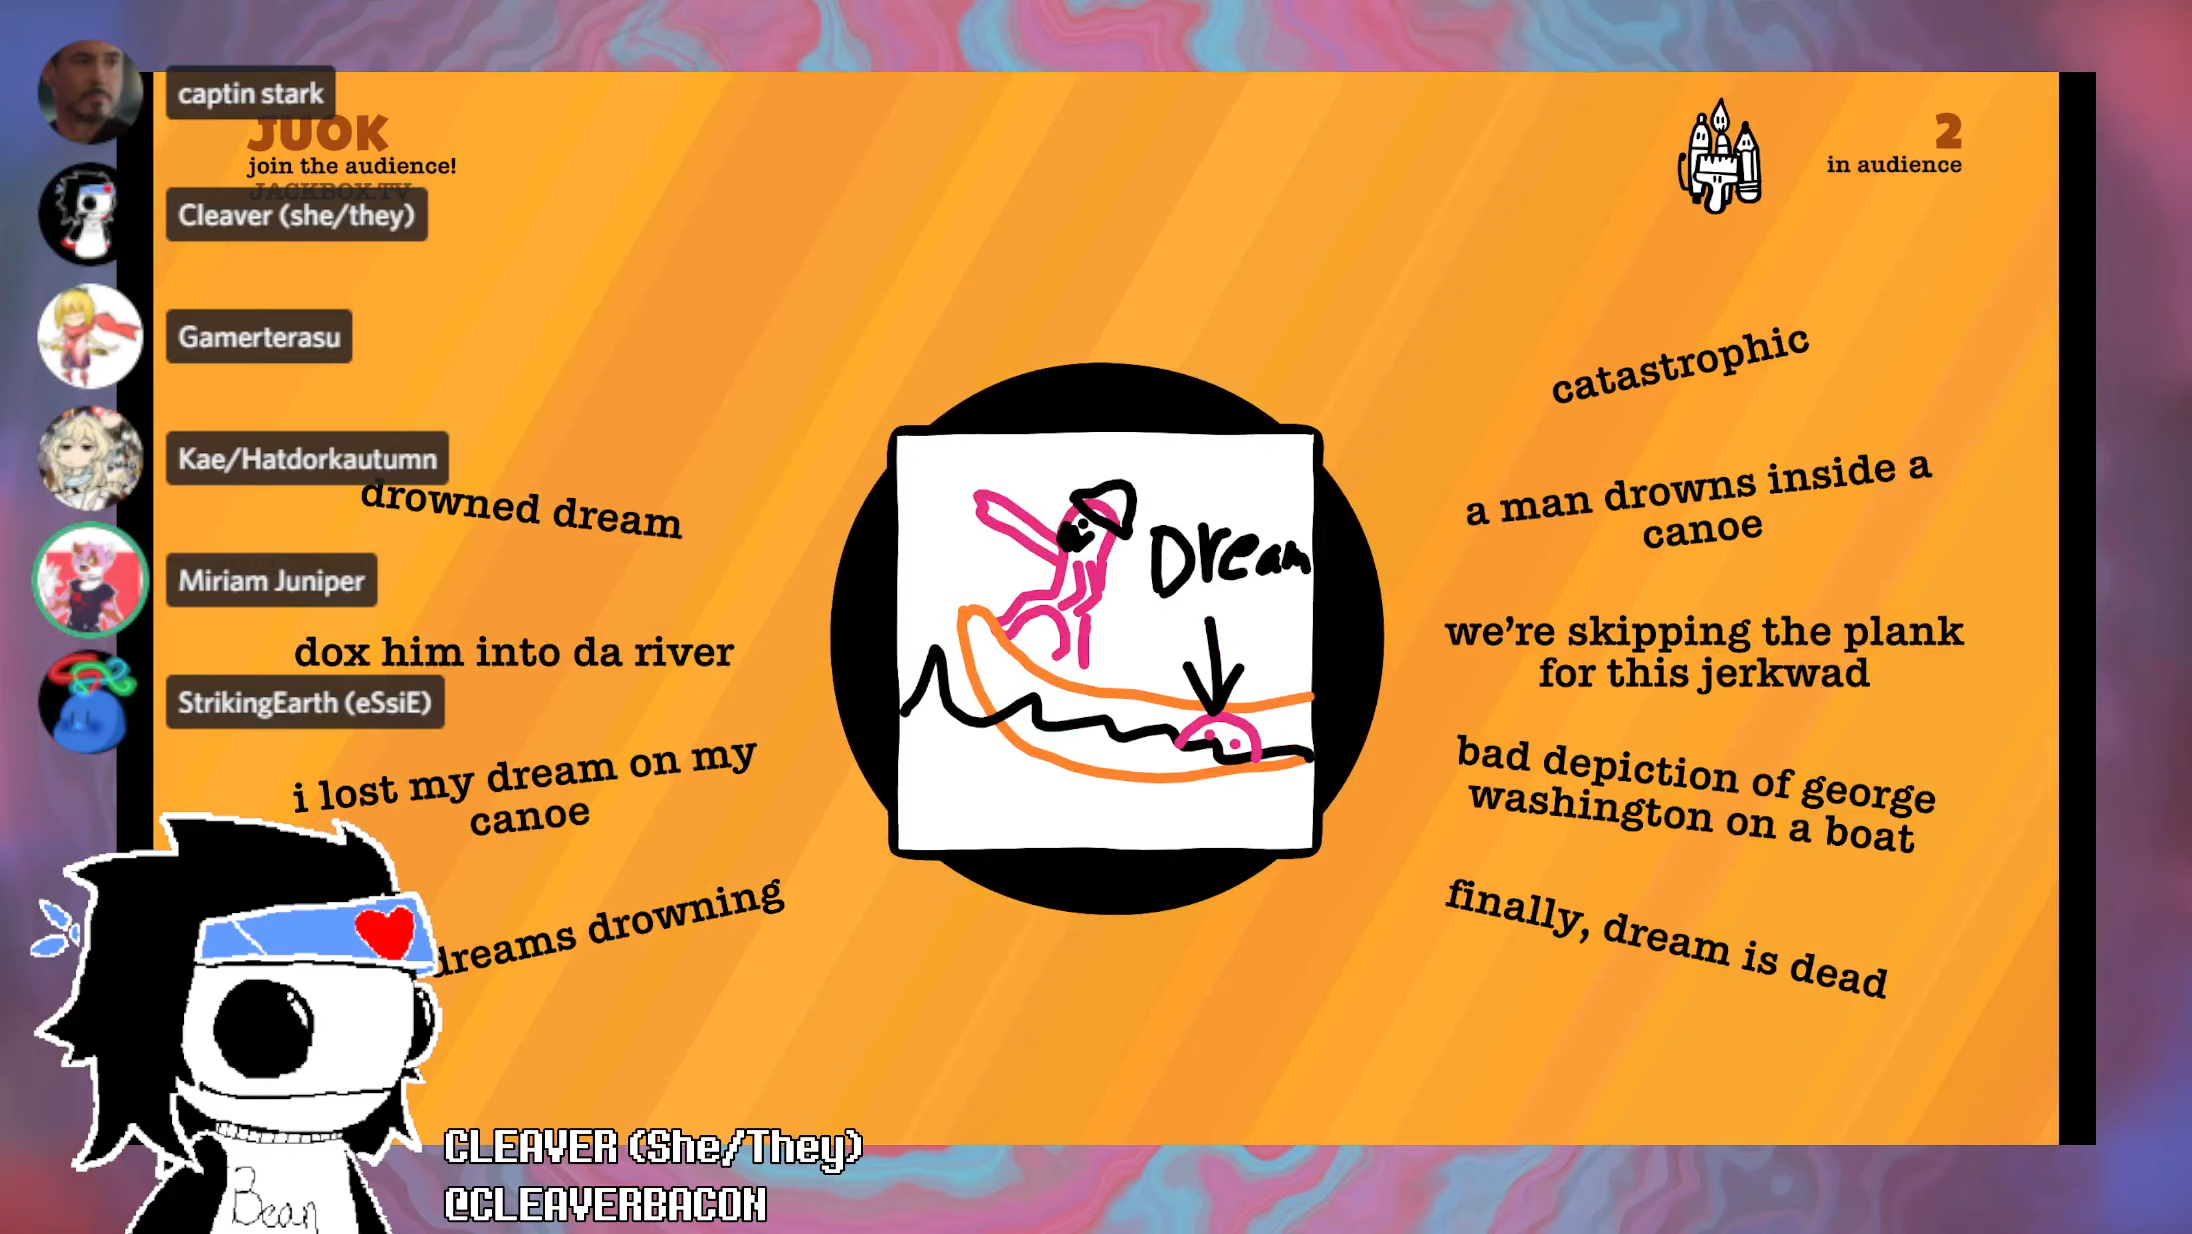 captin stark
JUOK
join the audience!
JACKBOX.TV
Cleaver (she/they)
Gamerterasu
Kae/Hatdorkautumn
Miriam Juniper
StrikingEarth (eSsiE)
2
in audience
drowned dream
dox him into da river
i lost my dream on my
canoe
dreams drowning
Dream
catastrophic
a man drowns inside a
canoe
we're skipping the plank
for this jerkwad
bad depiction of george
washington on a boat
finally, dream is dead
Bean
CLEAVER (She/They)
@CLEAVERBACON